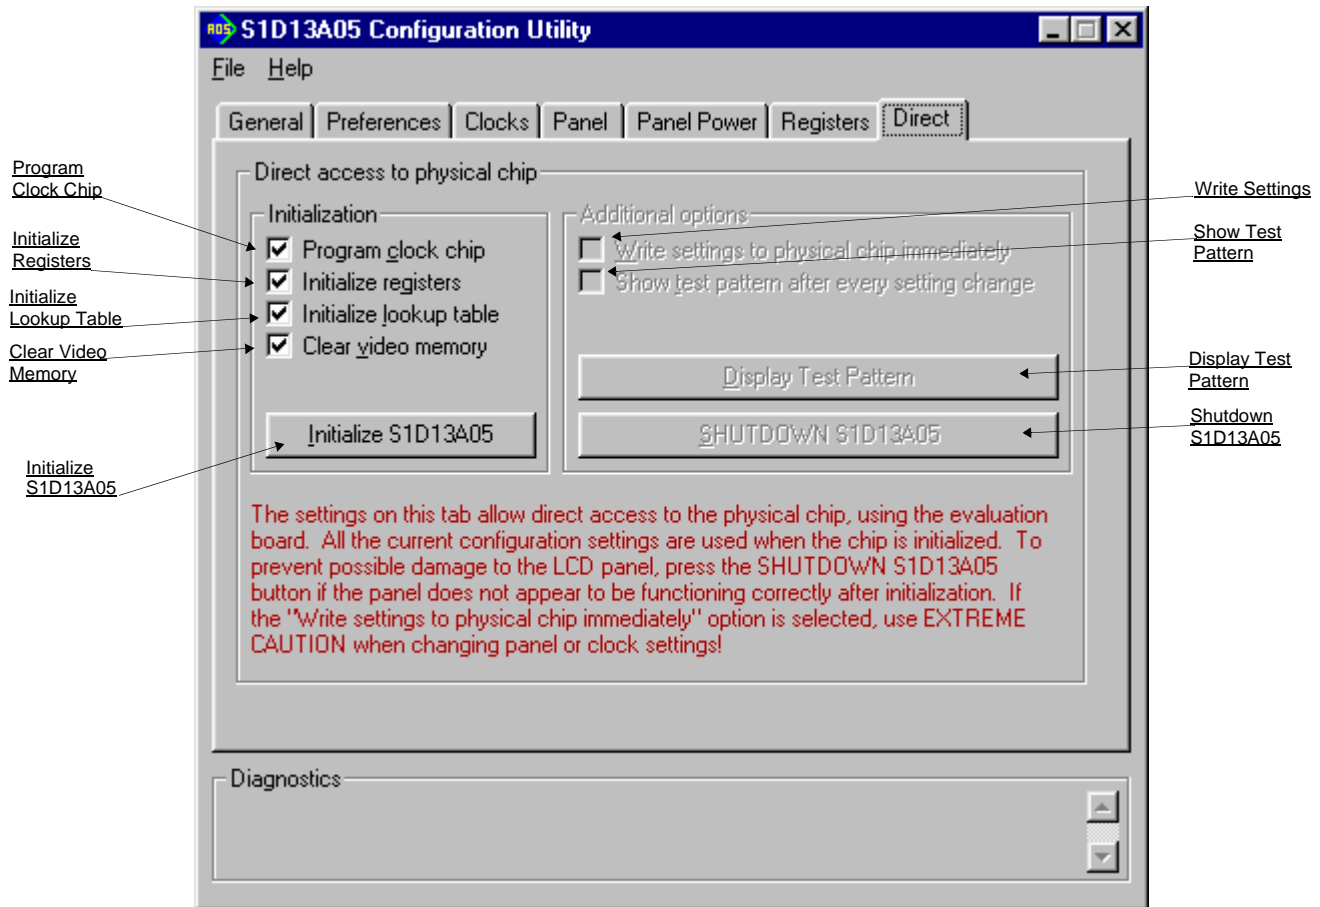 A05 S1D13A05 Configuration Utility
File Help
General Preferences Clocks Panel Panel Power Registers Direct
Direct access to physical chip
Initialization
Program clock chip
Initialize registers
Initialize lookup table
Clear video memory
Initialize S1D13A05
Additional options
Write settings to physical chip immediately
Show test pattern after every setting change
Display Test Pattern
SHUTDOWN S1D13A05
The settings on this tab allow direct access to the physical chip, using the evaluation
board. All the current configuration settings are used when the chip is initialized. To
prevent possible damage to the LCD panel, press the SHUTDOWN S1D13A05
button if the panel does not appear to be functioning correctly after initialization. If
the "Write settings to physical chip immediately" option is selected, use EXTREME
CAUTION when changing panel or clock settings!
Diagnostics
Program
Clock Chip
Initialize
Registers
Initialize
Lookup Table
Clear Video
Memory
Initialize
S1D13A05
Write Settings
Show Test
Pattern
Display Test
Pattern
Shutdown
S1D13A05